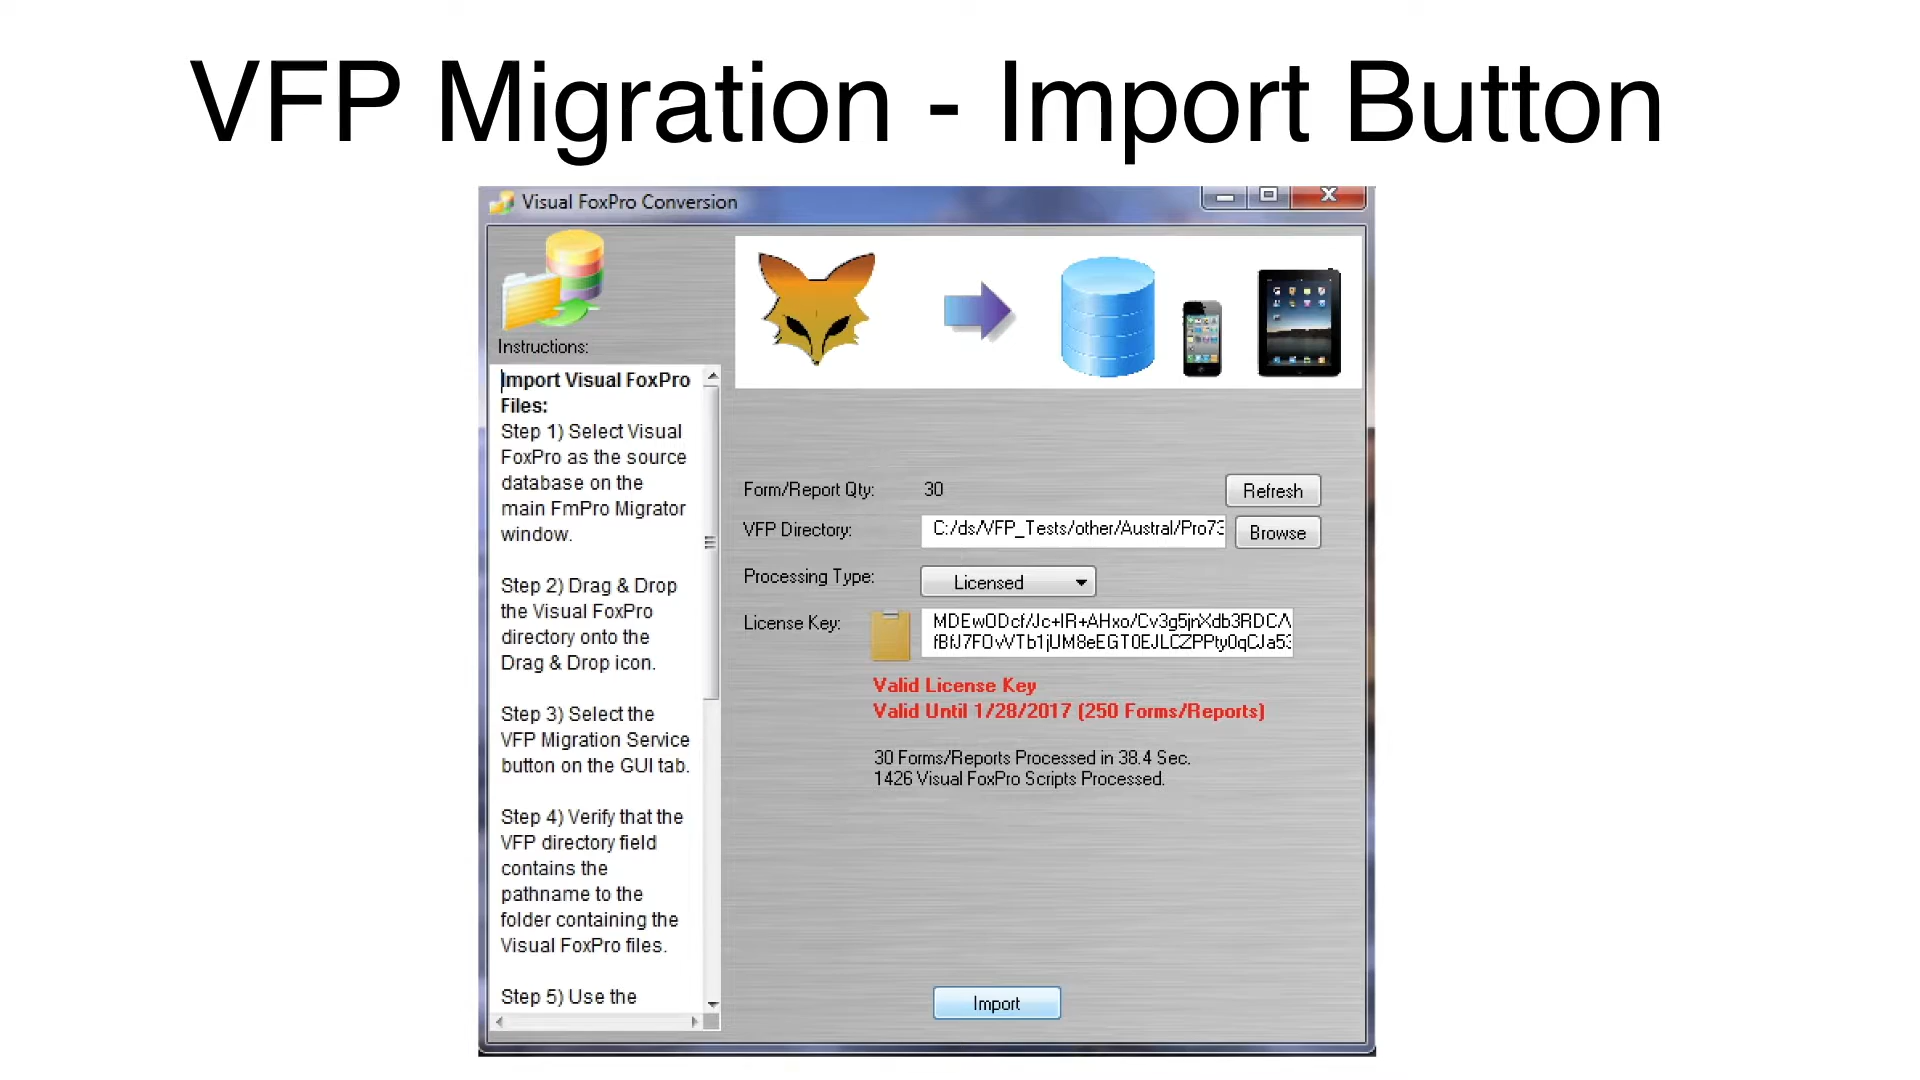 VFP Migration - Import Button
Visual FoxPro Conversion
Instructions:
Import Visual FoxPro
Files:
Step 1) Select Visual
FoxPro as the source
database on the
main FmPro Migrator
window.
Step 2) Drag & Drop
the Visual FoxPro
directory onto the
Drag & Drop icon.
Step 3) Select the
VFP Migration Service
button on the GUI tab.
Step 4) Verify that the
VFP directory field
contains the
pathname to the
folder containing the
Visual FoxPro files.
Step 5) Use the
Form/Report Qty: 30 Refresh
VFP Directory: C:/ds/VFP_Tests/other/Austral/Pro73 Browse
Processing Type: Licensed
License Key:
Valid License Key
Valid Until 1/28/2017 (250 Forms/Reports)
30 Forms/Reports Processed in 38.4 Sec.
1426 Visual FoxPro Scripts Processed.
Import